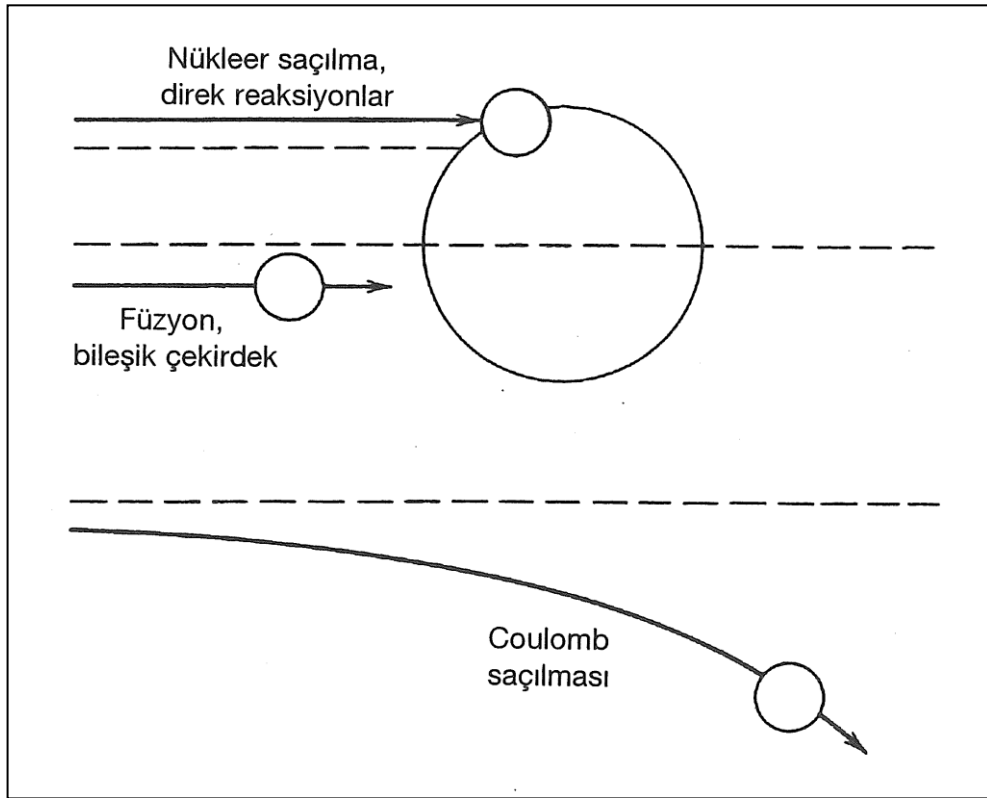 Nükleer saçılma,
direk reaksiyonlar
Füzyon,
bileşik çekirdek
Coulomb
saçılması